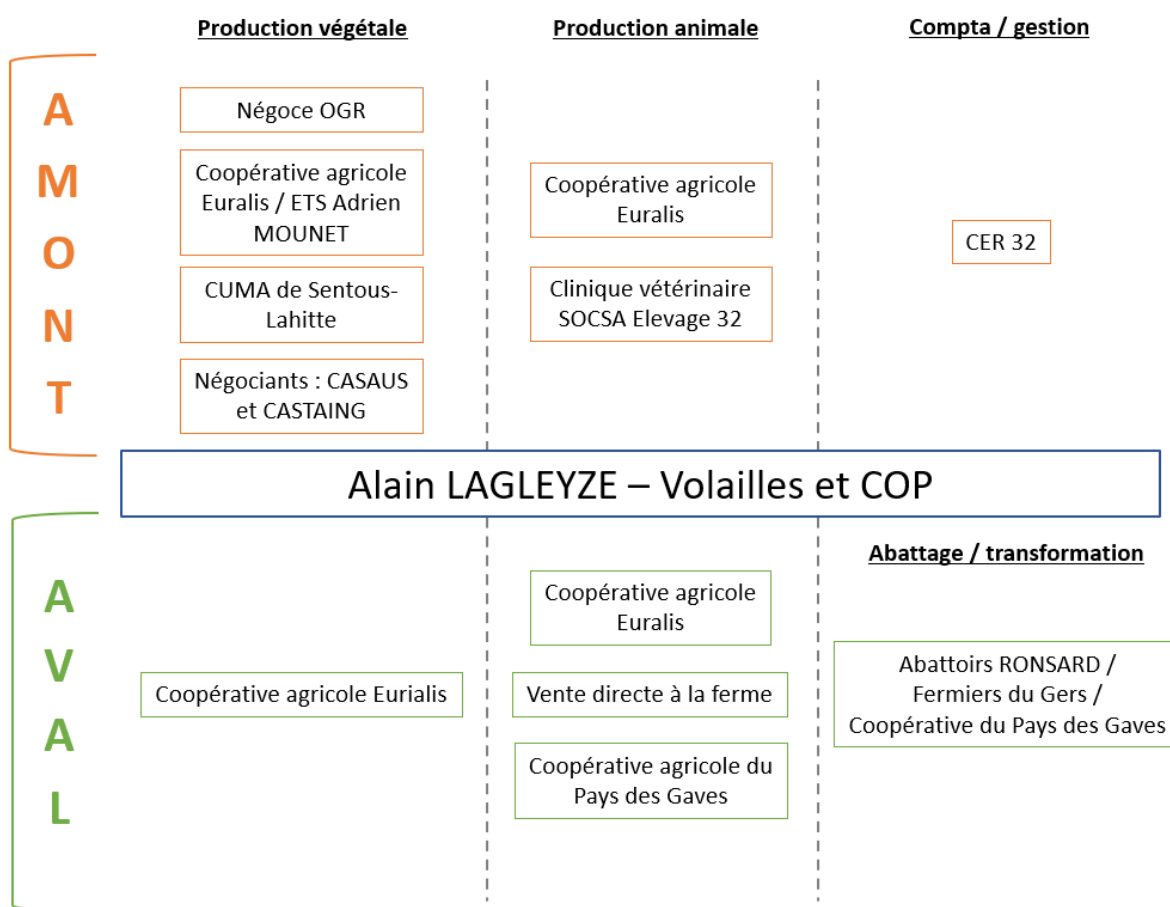 Production végétale
Production animale
Compta / gestion
AMONT
Négoce OGR
Coopérative agricole
Euralis / ETS Adrien
MOUNET
CUMA de Sentous-
Lahitte
Négociants : CASAUS
et CASTAING
Coopérative agricole
Euralis
Clinique vétérinaire
SOCSA Elevage 32
CER 32
Alain LAGLEYZE – Volailles et COP
AVAL
Coopérative agricole Eurialis
Coopérative agricole
Euralis
Vente directe à la ferme
Coopérative agricole du
Pays des Gaves
Abattage / transformation
Abattoirs RONSARD /
Fermiers du Gers /
Coopérative du Pays des Gaves